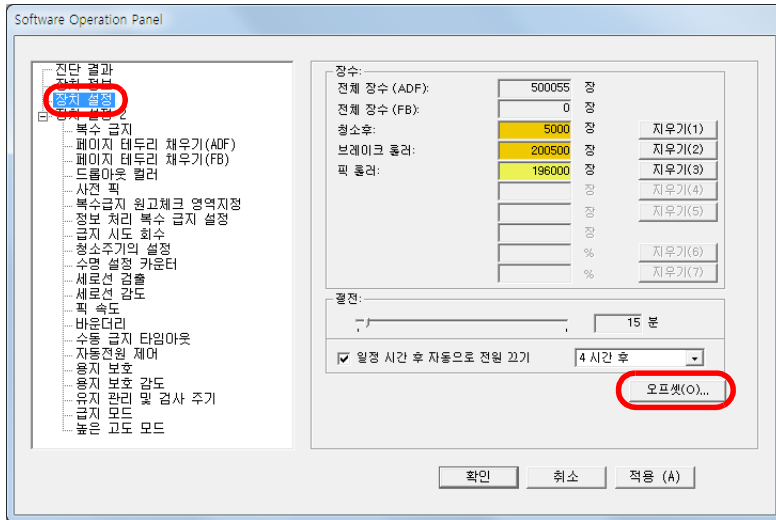 Software Operation Panel
진단 결과
장치 정보
장치 설정
장치 설정 2
복수 급지
페이지 테두리 채우기(ADF)
페이지 테두리 채우기(FB)
드롭아웃 컬러
사전 픽
복수급지 원고체크 영역지정
정보 처리 복수 급지 설정
급지 시도 회수
청소주기의 설정
수명 설정 카운터
세로선 검출
세로선 감도
픽 속도
바운더리
수동 급지 타임아웃
자동전원 제어
용지 보호
용지 보호 감도
유지 관리 및 검사 주기
급지 모드
높은 고도 모드
장수:
전체 장수 (ADF): 500055 장
전체 장수 (FB): 0 장
청소후: 5000 장 지우기(1)
브레이크 롤러: 200500 장 지우기(2)
픽 롤러: 196000 장 지우기(3)
장 지우기(4)
장 지우기(5)
장
% 지우기(6)
% 지우기(7)
절전:
15 분
일정 시간 후 자동으로 전원 끄기 4 시간 후
오프셋(O)...
확인 취소 적용 (A)